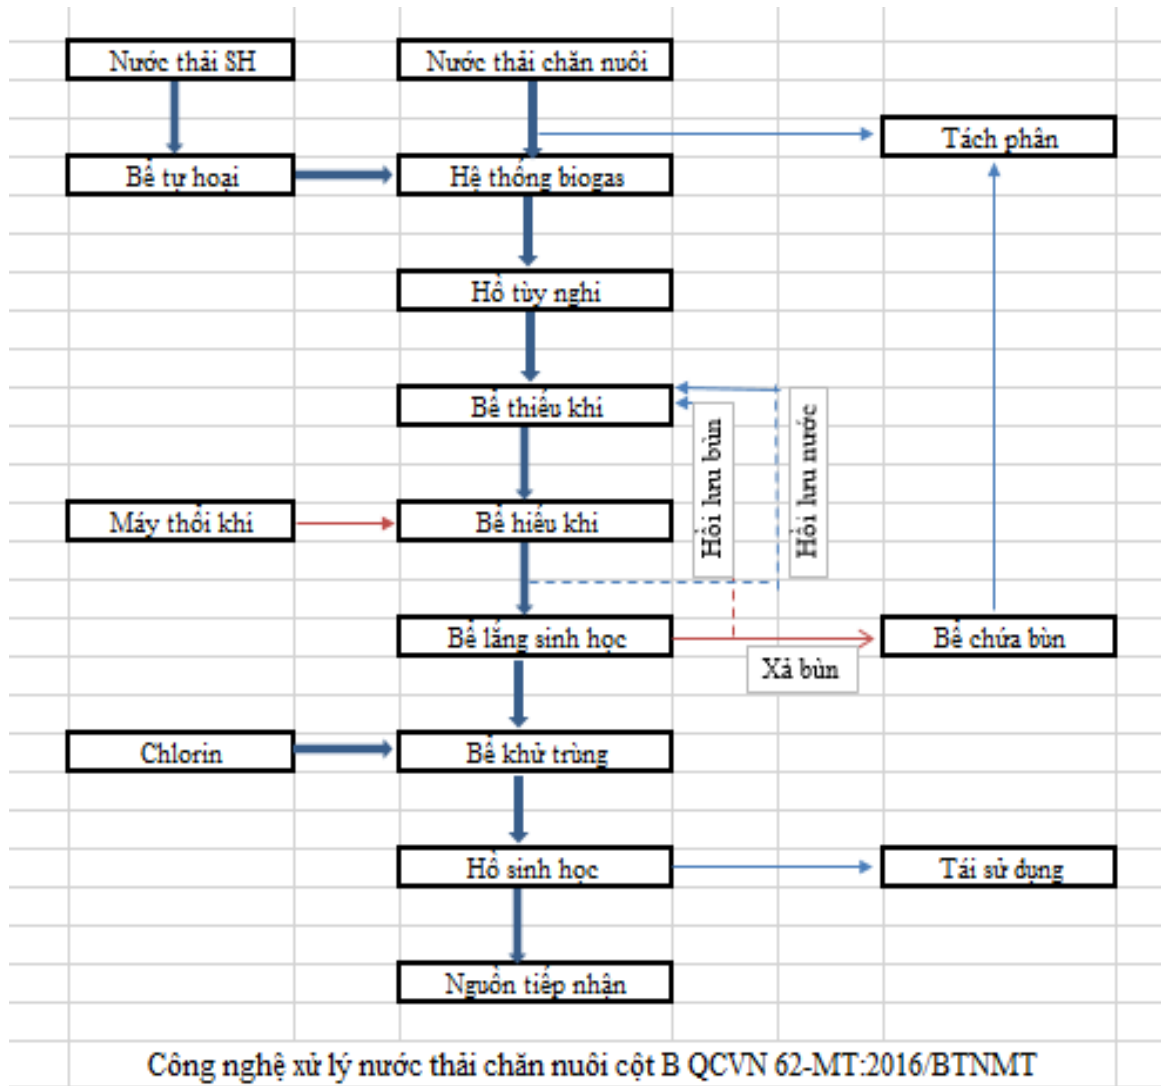 Nước thải SH
Nước thải chăn nuôi
Tách phân
Bể tự hoại
Hệ thống biogas
Hồ tùy nghi
Bể thiếu khí
Hồi lưu bùn
Hồi lưu nước
Máy thổi khí
Bể hiếu khí
Bể lắng sinh học
Bể chứa bùn
Xả bùn
Chlorin
Bể khử trùng
Hồ sinh học
Tái sử dụng
Nguồn tiếp nhận
Công nghệ xử lý nước thải chăn nuôi cột B QCVN 62-MT:2016/BTNMT